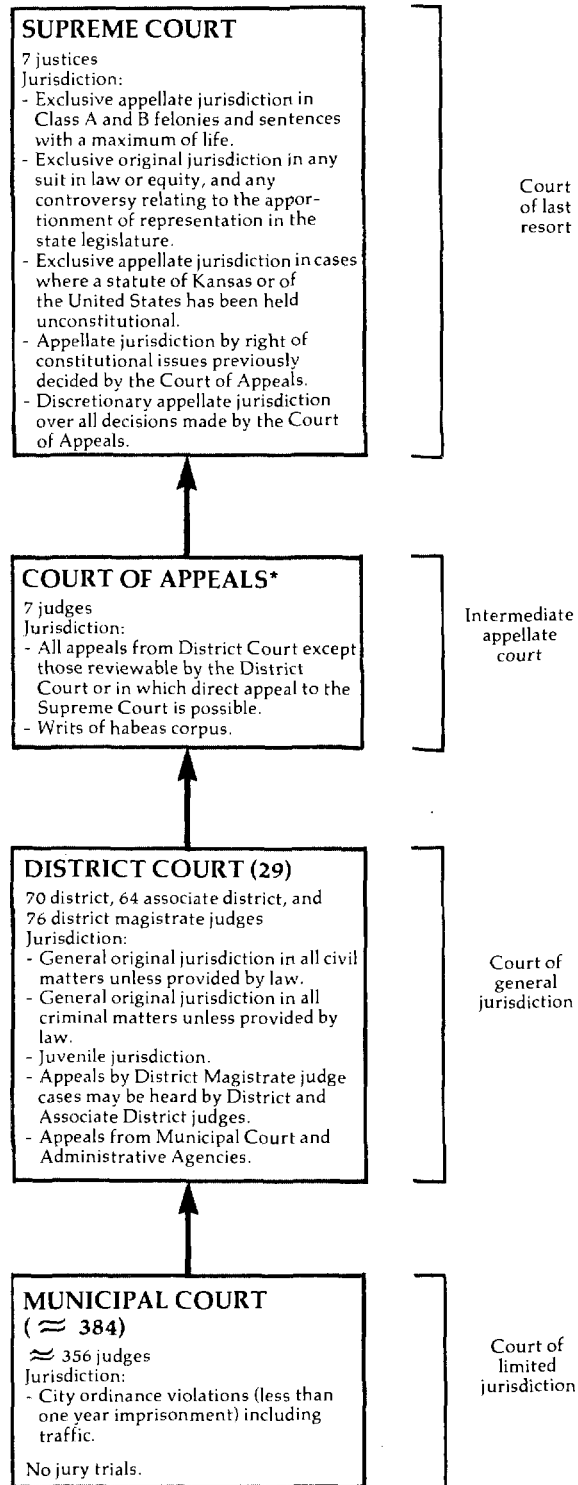 SUPREME COURT
7 justices
Jurisdiction:
- Exclusive appellate jurisdiction in
Class A and B felonies and sentences
with a maximum of life.
- Exclusive original jurisdiction in any
suit in law or equity, and any
controversy relating to the appor-
tionment of representation in the
state legislature.
- Exclusive appellate jurisdiction in cases
where a statute of Kansas or of
the United States has been held
unconstitutional.
- Appellate jurisdiction by right of
constitutional issues previously
decided by the Court of Appeals.
- Discretionary appellate jurisdiction
over all decisions made by the Court
of Appeals.
Court
of last
resort
COURT OF APPEALS*
7 judges
Jurisdiction:
- All appeals from District Court except
those reviewable by the District
Court or in which direct appeal to the
Supreme Court is possible.
- Writs of habeas corpus.
Intermediate
appellate
court
DISTRICT COURT (29)
70 district, 64 associate district, and
76 district magistrate judges
Jurisdiction:
- General original jurisdiction in all civil
matters unless provided by law.
- General original jurisdiction in all
criminal matters unless provided by
law.
- Juvenile jurisdiction.
- Appeals by District Magistrate judge
cases may be heard by District and
Associate District judges.
- Appeals from Municipal Court and
Administrative Agencies.
Court of
general
jurisdiction
MUNICIPAL COURT
(≈ 384)
≈ 356 judges
Jurisdiction:
- City ordinance violations (less than
one year imprisonment) including
traffic.
No jury trials.
Court of
limited
jurisdiction